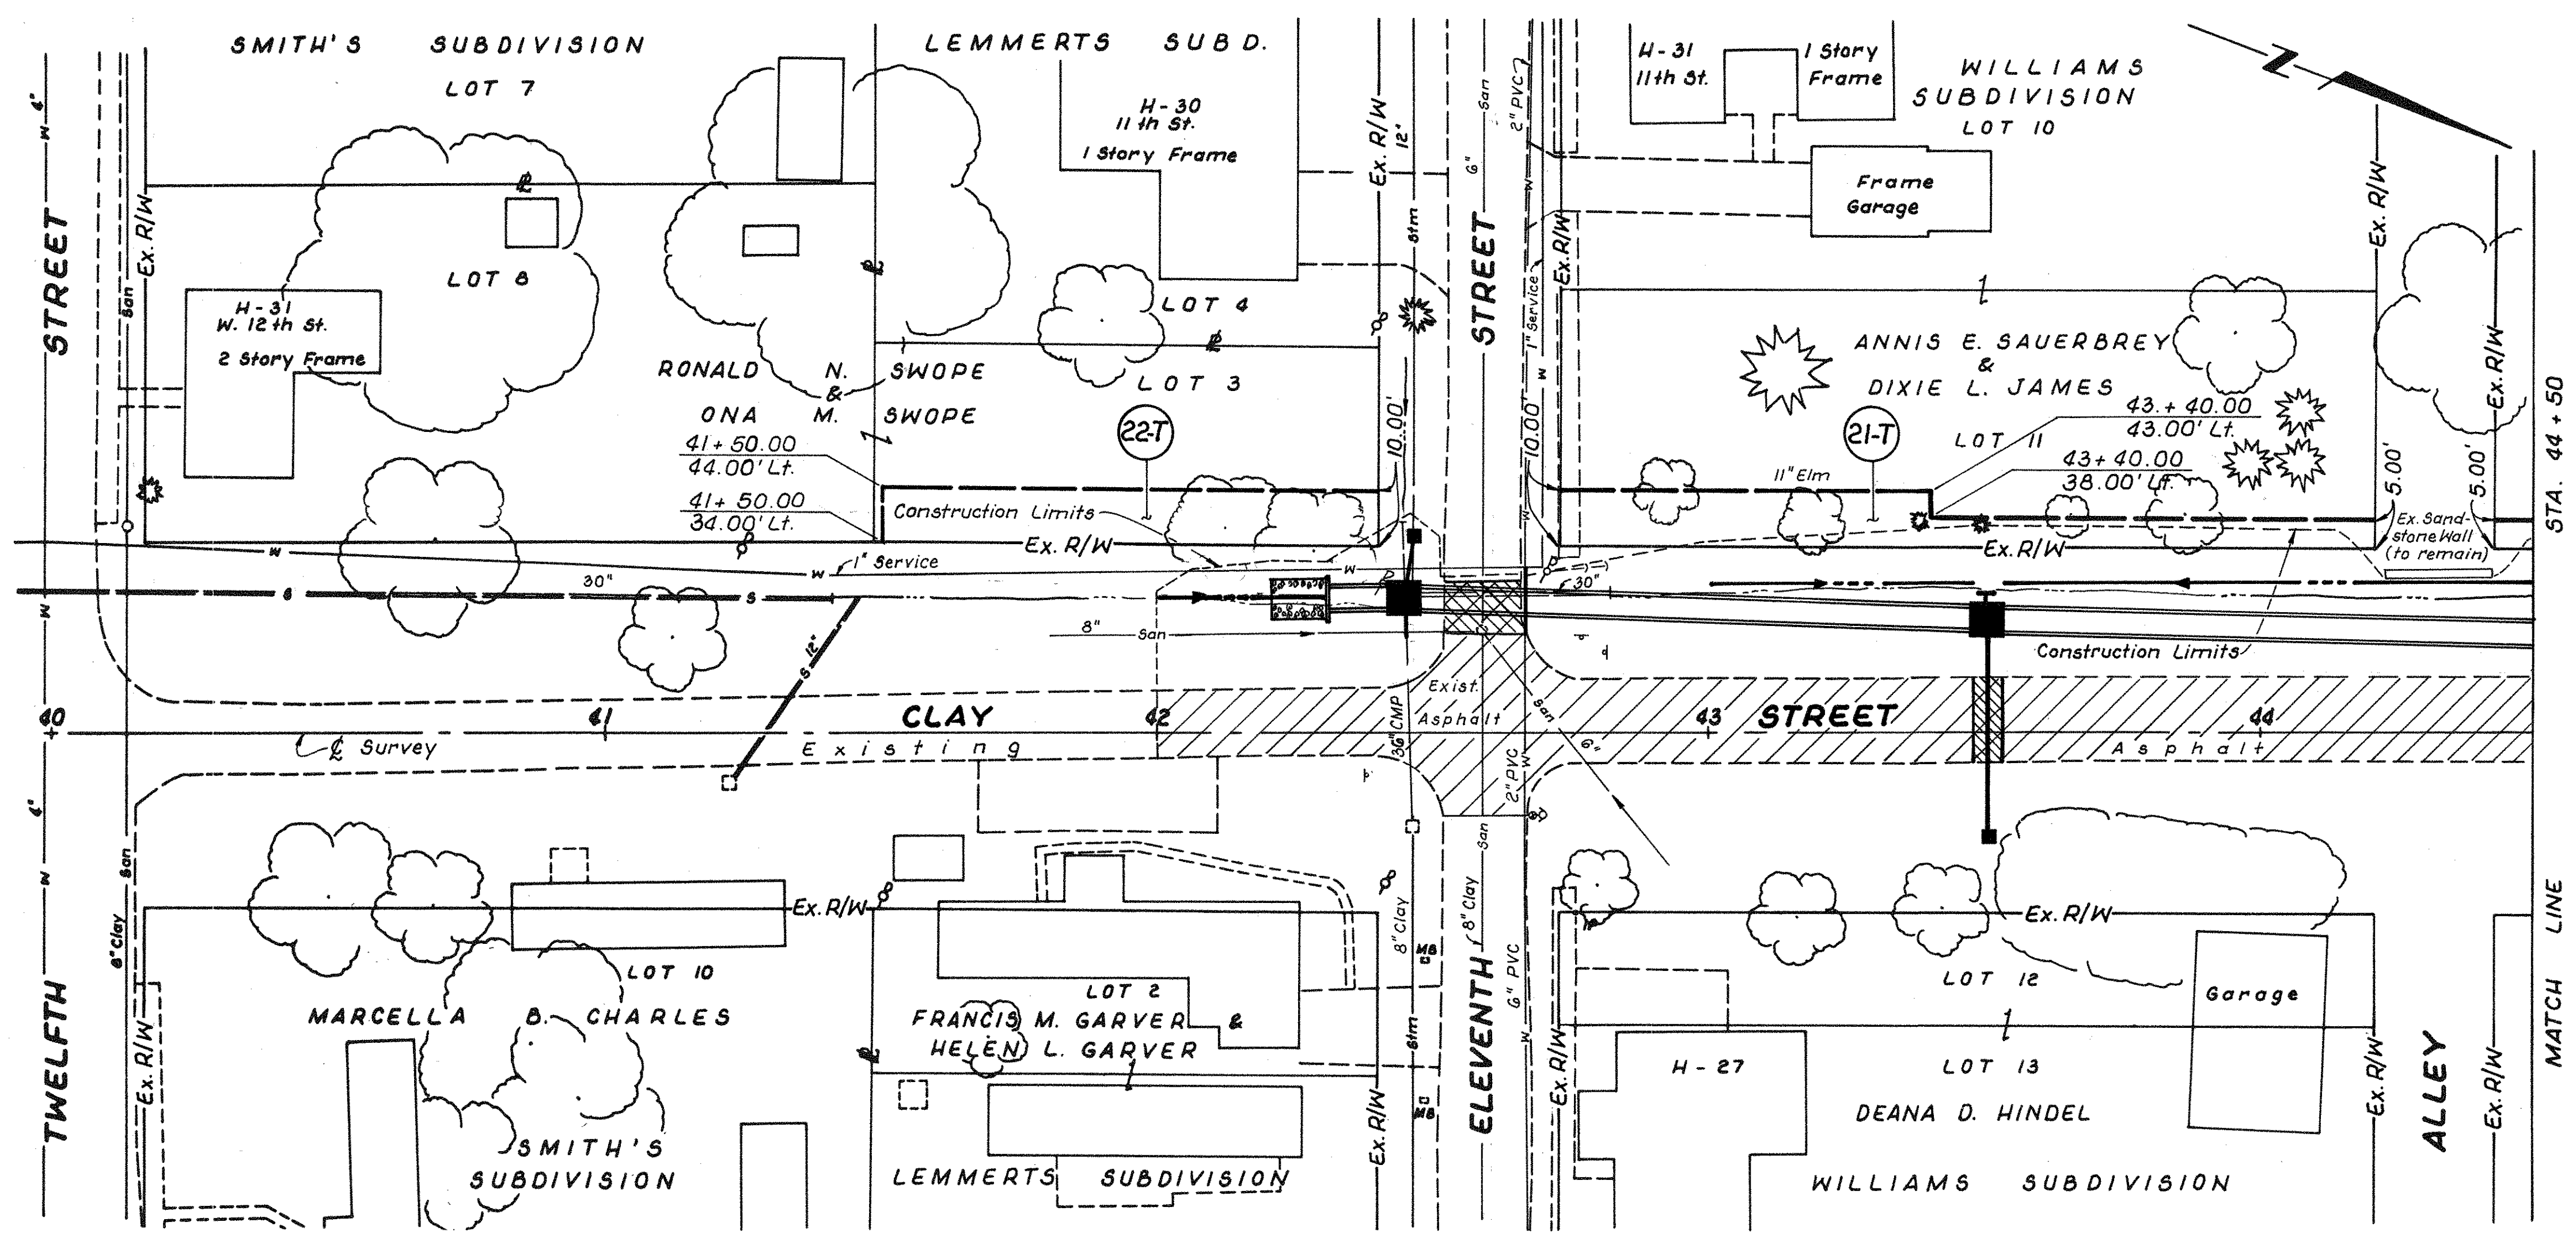 SMITH'S SUBDIVISION
LOT 7
LEMMERTS SUBD.
H-30
11th St.
1 Story Frame
H-31
11th St.
1 Story
Frame
WILLIAMS
SUBDIVISION
LOT 10
Z
4"
W
STREET
San
Ex. R/W
Ex. R/W
12"
Stm
6"
San
2" PVC
W
STREET
1" Service
Ex. R/W
W
Frame
Garage
Ex. R/W
Ex. R/W
LOT 8
H-31
W. 12th St.
2 Story Frame
LOT 4
RONALD N. SWOPE
&
ONA M. SWOPE
LOT 3
22-T
41+50.00
44.00' Lt.
41+50.00
34.00' Lt.
Construction Limits
10.00'
10.00'
ANNIS E. SAUERBREY
&
DIXIE L. JAMES
21-T
LOT 11
43.+40.00
43.00' Lt.
43+40.00
38.00' Lt.
11" Elm
5.00'
5.00'
Ex. Sand-
stone Wall
(to remain)
STA. 44+50
Ex. R/W
Ex. R/W
W
1" Service
W
W
30"
S
S
30"
8"
San
S 12"
Construction Limits
Exist.
Asphalt
San
6"
36" CMP
2" PVC
W
40
41
CLAY
42
43
STREET
44
℄ Survey
Existing
Asphalt
4"
W
San
8" Clay
TWELFTH
Ex. R/W
Ex. R/W
LOT 10
MARCELLA B. CHARLES
SMITH'S
SUBDIVISION
LOT 2
FRANCIS M. GARVER &
HELEN L. GARVER
LEMMERTS SUBDIVISION
8" Clay
MB
Stm
MB
Ex. R/W
San
8" Clay
ELEVENTH
6" PVC
W
Ex. R/W
Ex. R/W
LOT 12
Garage
H-27
LOT 13
DEANA D. HINDEL
WILLIAMS SUBDIVISION
Ex. R/W
ALLEY
Ex. R/W
MATCH LINE